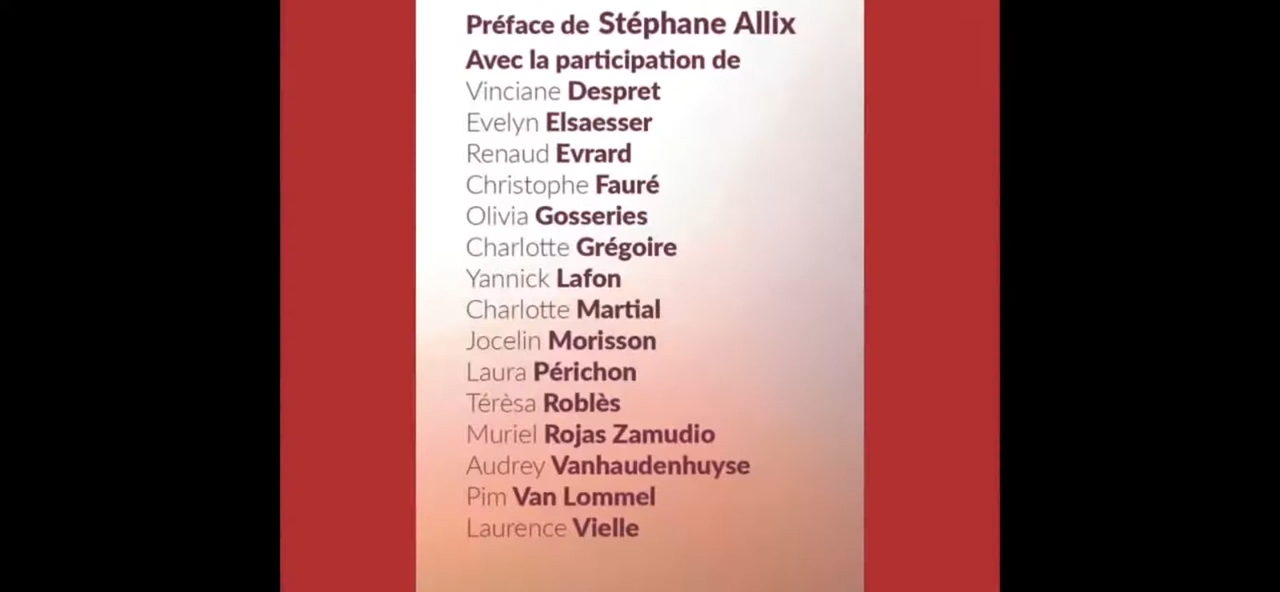 Préface de Stéphane Allix
Avec la participation de
Vinciane Despret
Evelyn Elsaesser
Renaud Evrard
Christophe Fauré
Olivia Gosseries
Charlotte Grégoire
Yannick Lafon
Charlotte Martial
Jocelin Morisson
Laura Périchon
Térèsa Roblès
Muriel Rojas Zamudio
Audrey Vanhaudenhuyse
Pim Van Lommel
Laurence Vielle